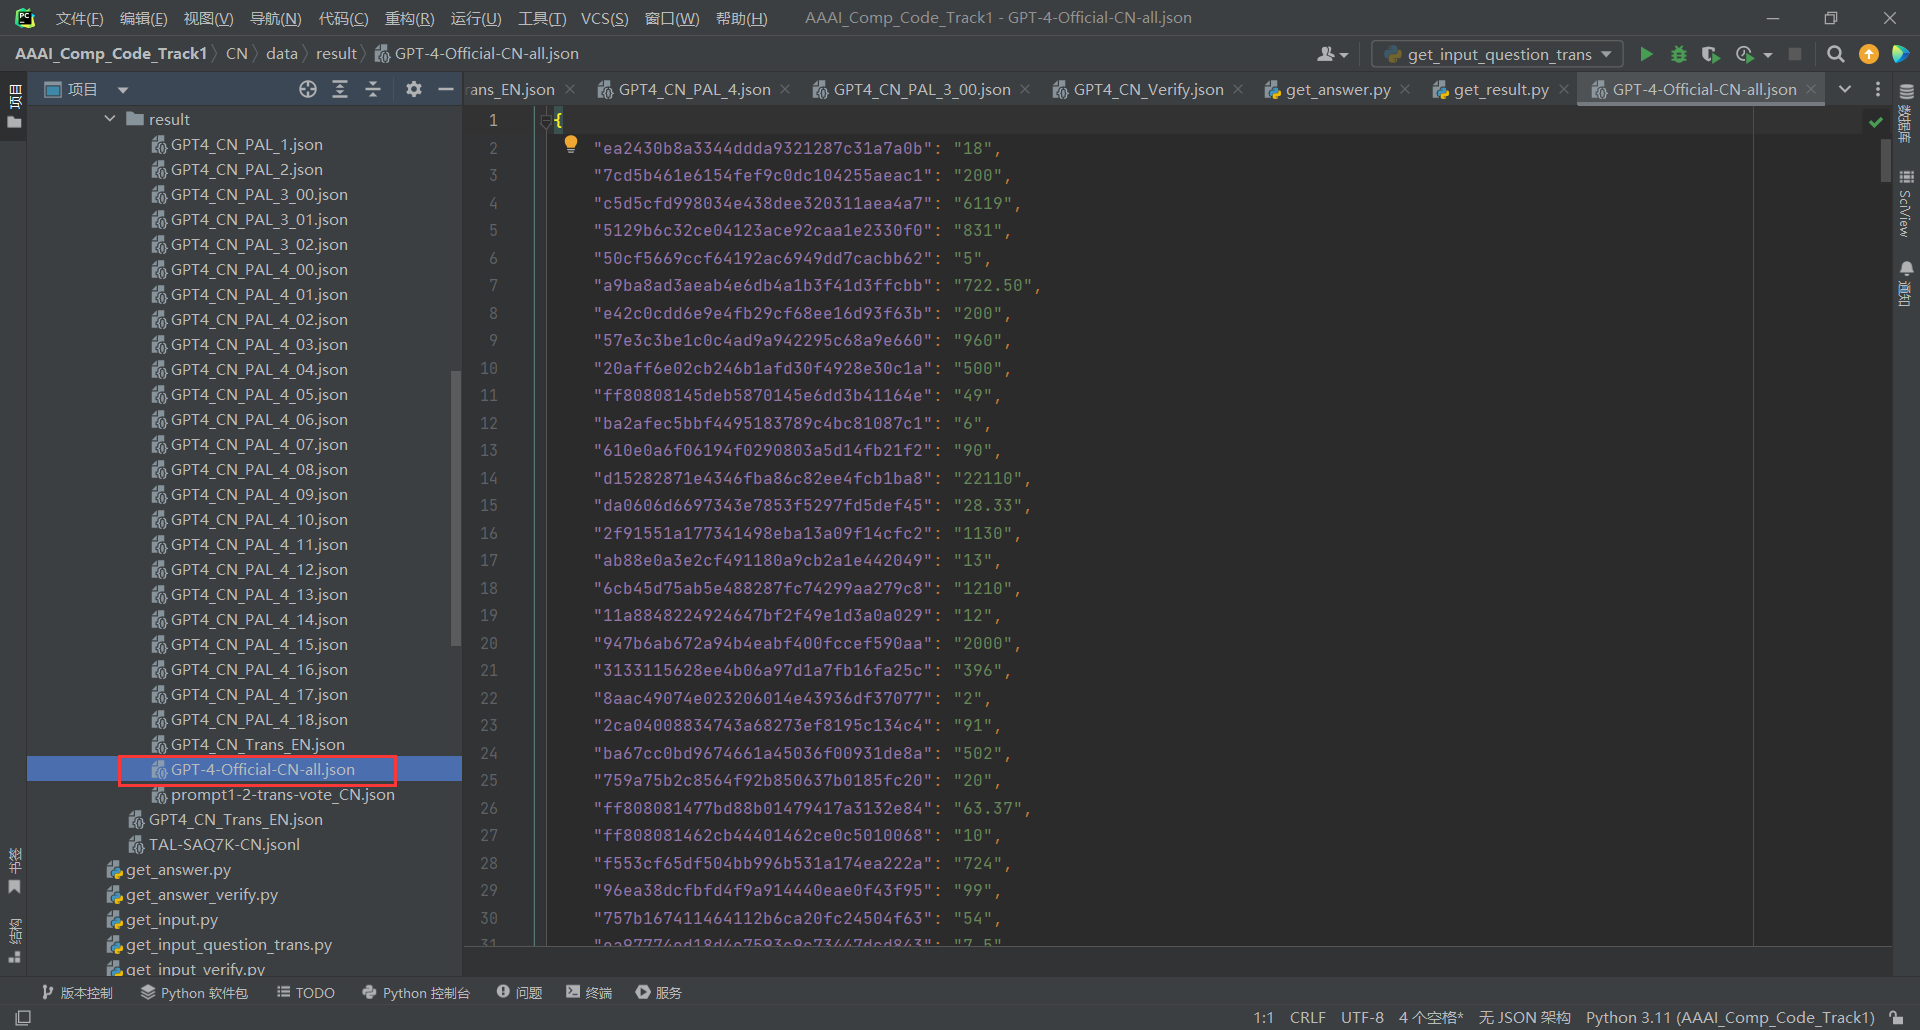 文件(F) 编辑(E) 视图(V) 导航(N) 代码(C) 重构(R) 运行(U) 工具(T) VCS(S) 窗口(W) 帮助(H) AAAI_Comp_Code_Track1 - GPT-4-Official-CN-all.json
AAAI_Comp_Code_Track1 CN data result GPT-4-Official-CN-all.json get_input_question_trans
项目 rans_EN.json GPT4_CN_PAL_4.json GPT4_CN_PAL_3_00.json GPT4_CN_Verify.json get_answer.py get_result.py GPT-4-Official-CN-all.json
项目
result
GPT4_CN_PAL_1.json
GPT4_CN_PAL_2.json
GPT4_CN_PAL_3_00.json
GPT4_CN_PAL_3_01.json
GPT4_CN_PAL_3_02.json
GPT4_CN_PAL_4_00.json
GPT4_CN_PAL_4_01.json
GPT4_CN_PAL_4_02.json
GPT4_CN_PAL_4_03.json
GPT4_CN_PAL_4_04.json
GPT4_CN_PAL_4_05.json
GPT4_CN_PAL_4_06.json
GPT4_CN_PAL_4_07.json
GPT4_CN_PAL_4_08.json
GPT4_CN_PAL_4_09.json
GPT4_CN_PAL_4_10.json
GPT4_CN_PAL_4_11.json
GPT4_CN_PAL_4_12.json
GPT4_CN_PAL_4_13.json
GPT4_CN_PAL_4_14.json
GPT4_CN_PAL_4_15.json
GPT4_CN_PAL_4_16.json
GPT4_CN_PAL_4_17.json
GPT4_CN_PAL_4_18.json
GPT4_CN_Trans_EN.json
GPT-4-Official-CN-all.json
prompt1-2-trans-vote_CN.json
GPT4_CN_Trans_EN.json
TAL-SAQ7K-CN.jsonl
get_answer.py
get_answer_verify.py
get_input.py
get_input_question_trans.py
get_input_verify.py
书签
结构
1 {
2 "ea2430b8a3344ddda9321287c31a7a0b": "18",
3 "7cd5b461e6154fef9c0dc104255aeac1": "200",
4 "c5d5cfd998034e438dee320311aea4a7": "6119",
5 "5129b6c32ce04123ace92caa1e2330f0": "831",
6 "50cf5669ccf64192ac6949dd7cacbb62": "5",
7 "a9ba8ad3aeab4e6db4a1b3f41d3ffcbb": "722.50",
8 "e42c0cdd6e9e4fb29cf68ee16d93f63b": "200",
9 "57e3c3be1c0c4ad9a942295c68a9e660": "960",
10 "20aff6e02cb246b1afd30f4928e30c1a": "500",
11 "ff80808145deb5870145e6dd3b41164e": "49",
12 "ba2afec5bbf4495183789c4bc81087c1": "6",
13 "610e0a6f06194f0290803a5d14fb21f2": "90",
14 "d15282871e4346fba86c82ee4fcb1ba8": "22110",
15 "da0606d6697343e7853f5297fd5def45": "28.33",
16 "2f91551a177341498eba13a09f14cfc2": "1130",
17 "ab88e0a3e2cf491180a9cb2a1e442049": "13",
18 "6cb45d75ab5e488287fc74299aa279c8": "1210",
19 "11a8848224924647bf2f49e1d3a0a029": "12",
20 "947b6ab672a94b4eabf400fccef590aa": "2000",
21 "3133115628ee4b06a97d1a7fb16fa25c": "396",
22 "8aac49074e023206014e43936df37077": "2",
23 "2ca04008834743a68273ef8195c134c4": "91",
24 "ba67cc0bd9674661a45036f00931de8a": "502",
25 "759a75b2c8564f92b850637b0185fc20": "20",
26 "ff808081477bd88b01479417a3132e84": "63.37",
27 "ff808081462cb44401462ce0c5010068": "10",
28 "f553cf65df504bb996b531a174ea222a": "724",
29 "96ea38dcfbfd4f9a914440eae0f43f95": "99",
30 "757b167411464112b6ca20fc24504f63": "54",
31
数据库
SciView
通知
版本控制 Python 软件包 TODO Python 控制台 问题 终端 服务
1:1 CRLF UTF-8 4 个空格* 无 JSON 架构 Python 3.11 (AAAI_Comp_Code_Track1)